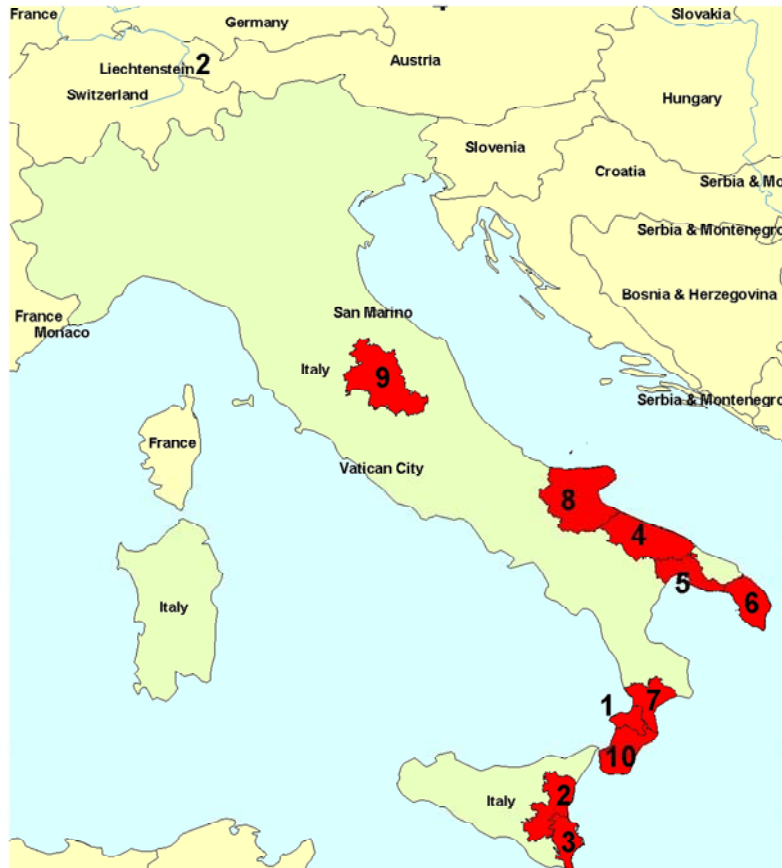 France
Germany
Slovakia
Liechtenstein 2
Austria
Switzerland
Hungary
Slovenia
Croatia
Serbia & Mo
Serbia & Montenegro
Bosnia & Herzegovina
France
Monaco
San Marino
Italy
9
Serbia & Montenegro
France
Vatican City
8
4
5
6
Italy
1
7
10
Italy
2
3